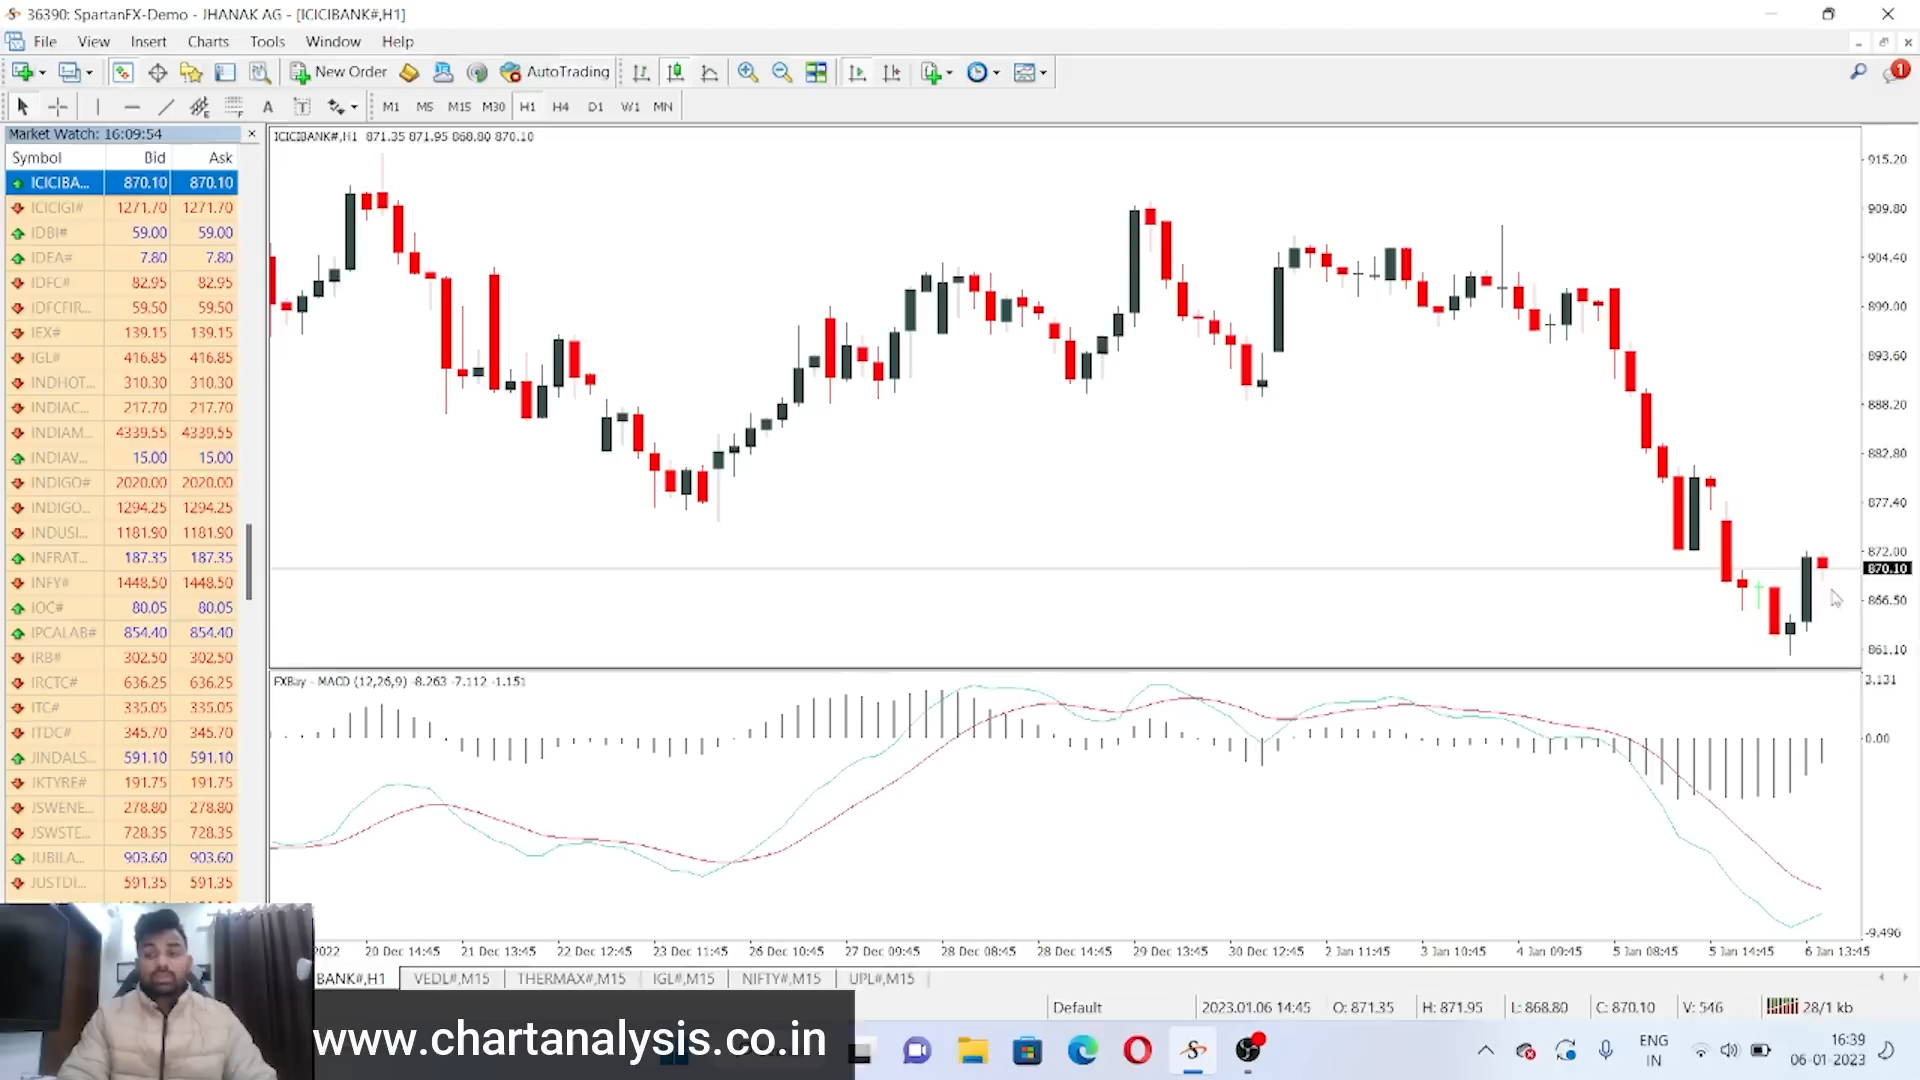 36390: SpartanFX-Demo - JHANAK AG - [ICICIBANK#,H1]
File View Insert Charts Tools Window Help
New Order AutoTrading
1
A T M1 M5 M15 M30 H1 H4 D1 W1 MN
Market Watch: 16:09:54
Symbol Bid Ask
ICICIBA... 870.10 870.10
ICICIGI# 1271.70 1271.70
IDBI# 59.00 59.00
IDEA# 7.80 7.80
IDFC# 82.95 82.95
IDFCFIR... 59.50 59.50
IEX# 139.15 139.15
IGL# 416.85 416.85
INDHOT... 310.30 310.30
INDIAC... 217.70 217.70
INDIAM... 4339.55 4339.55
INDIAV... 15.00 15.00
INDIGO# 2020.00 2020.00
INDIGO... 1294.25 1294.25
INDUSI... 1181.90 1181.90
INFRAT... 187.35 187.35
INFY# 1448.50 1448.50
IOC# 80.05 80.05
IPCALAB# 854.40 854.40
IRB# 302.50 302.50
IRCTC# 636.25 636.25
ITC# 335.05 335.05
ITDC# 345.70 345.70
JINDALS... 591.10 591.10
JKTYRE# 191.75 191.75
JSWENE... 278.80 278.80
JSWSTE... 728.35 728.35
JUBILA... 903.60 903.60
JUSTDI... 591.35 591.35
ICICIBANK#,H1 871.35 871.95 868.80 870.10
915.20
909.80
904.40
899.00
893.60
888.20
882.80
877.40
872.00
870.10
866.50
861.10
FXBay - MACD (12,26,9) -8.263 -7.112 -1.151
3.131
0.00
-9.496
2022 20 Dec 14:45 21 Dec 13:45 22 Dec 12:45 23 Dec 11:45 26 Dec 10:45 27 Dec 09:45 28 Dec 08:45 28 Dec 14:45 29 Dec 13:45 30 Dec 12:45 2 Jan 11:45 3 Jan 10:45 4 Jan 09:45 5 Jan 08:45 5 Jan 14:45 6 Jan 13:45
BANK#,H1 VEDL#,M15 THERMAX#,M15 IGL#,M15 NIFTY#,M15 UPL#,M15
Default 2023.01.06 14:45 O: 871.35 H: 871.95 L: 868.80 C: 870.10 V: 546 28/1 kb
www.chartanalysis.co.in
ENG
IN
16:39
06-01-2023